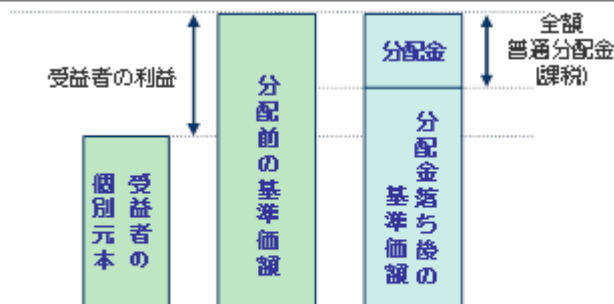 受益者の利益
受益者の
個別元本
分配前の基準価額
分配金
分配金落ち後の
基準価額
全額
普通分配金
(課税)